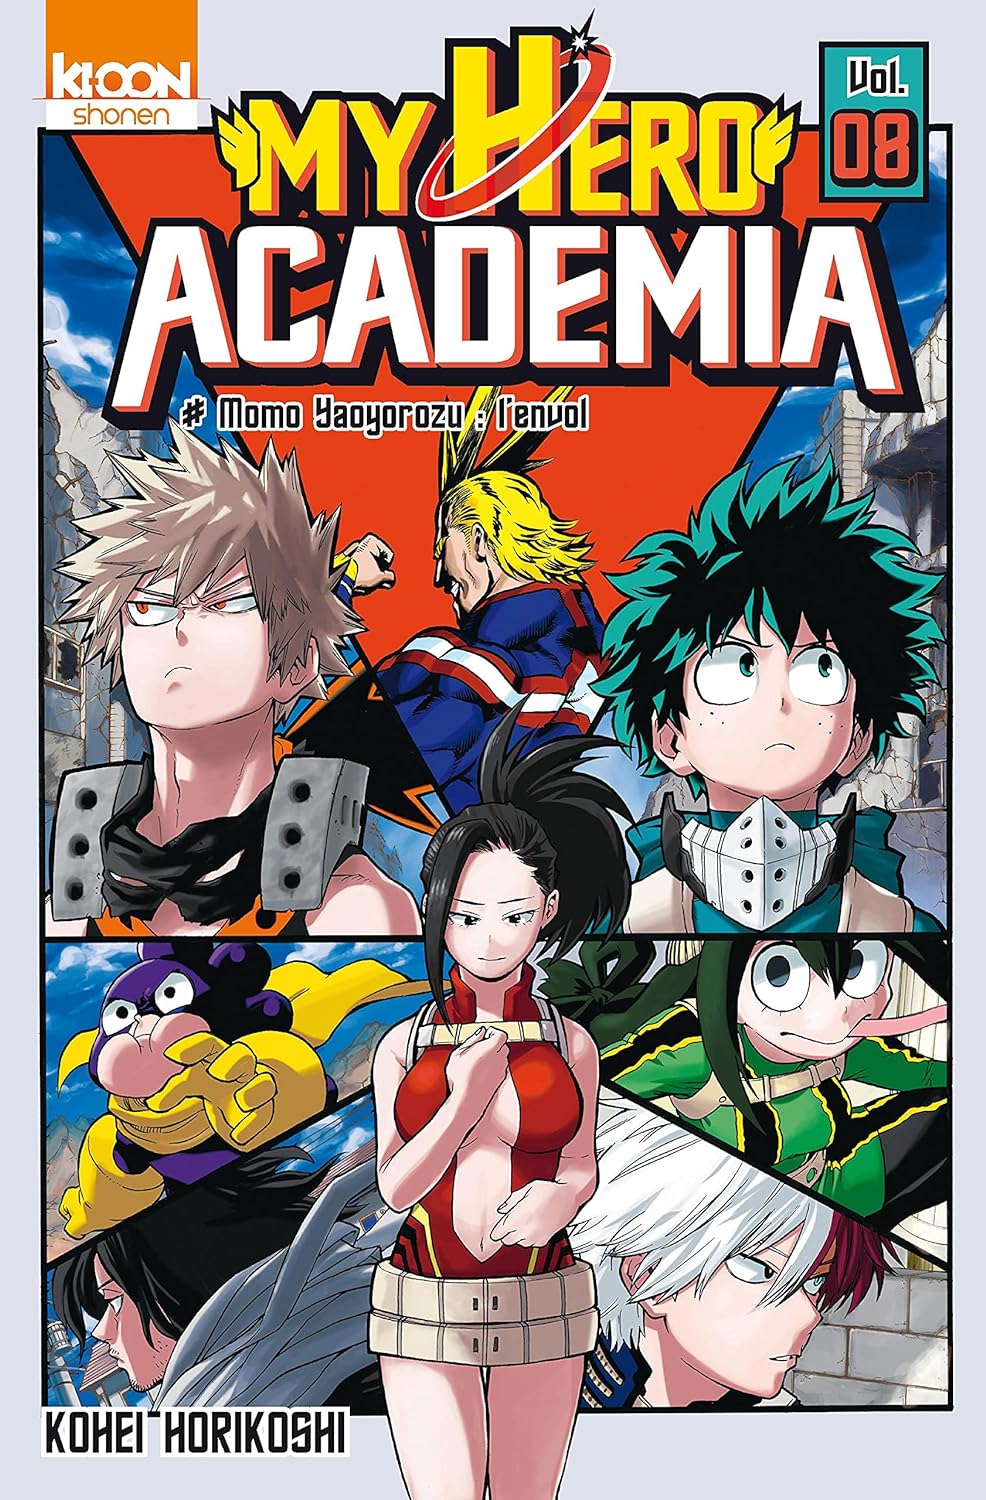 KI-OON
shonen
Vol.
08
MY HERO
ACADEMIA
# Momo Yaoyorozu : l'envol
KOHEI HORIKOSHI